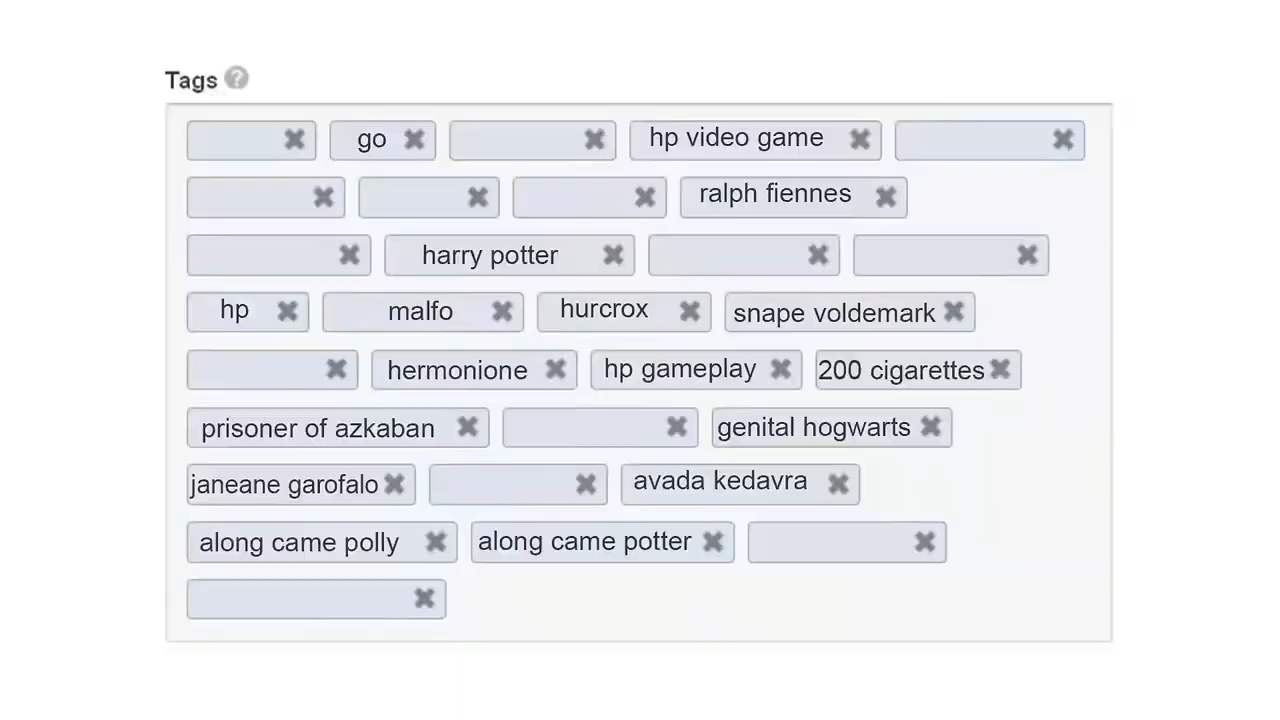 Tags ?
go hp video game
ralph fiennes
harry potter
hp malfo hurcrox snape voldemark
hermonione hp gameplay 200 cigarettes
prisoner of azkaban genital hogwarts
janeane garofalo avada kedavra
along came polly along came potter